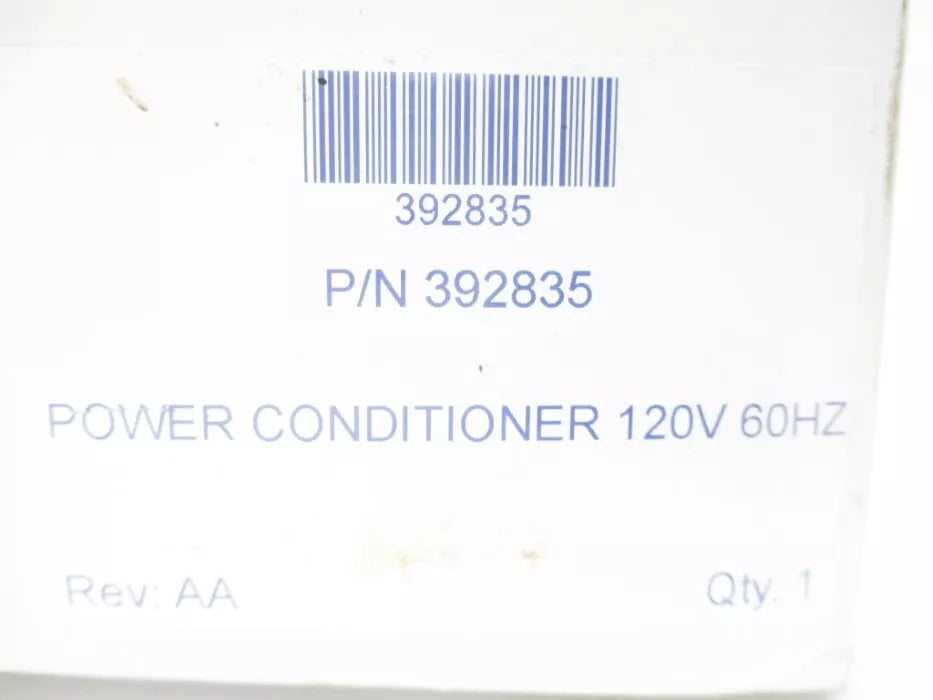 392835
P/N 392835
POWER CONDITIONER 120V 60HZ
Rev: AA
Qty. 1